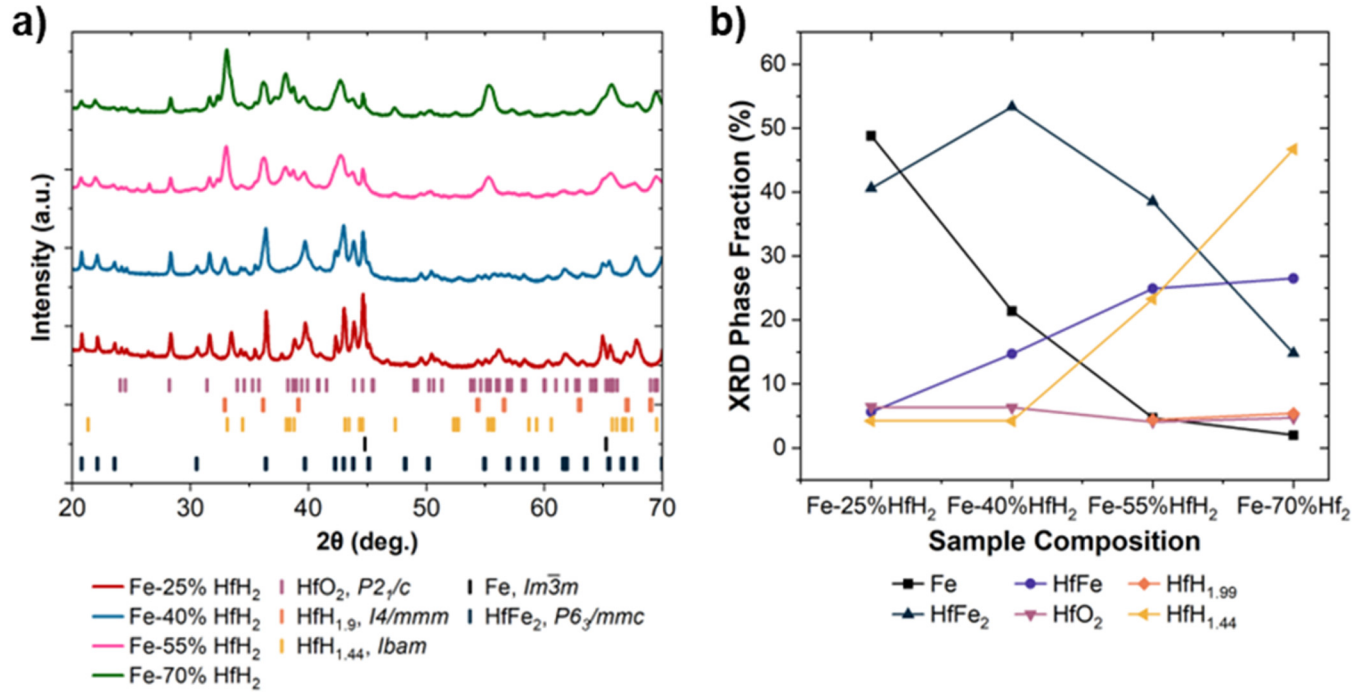 a)
Intensity (a.u.)
20 30 40 50 60 70
2θ (deg.)
Fe-25% HfH₂
Fe-40% HfH₂
Fe-55% HfH₂
Fe-70% HfH₂
HfO₂, P2₁/c
HfH₁.₉, I4/mmm
HfH₁.₄₄, Ibam
Fe, Im3̅m
HfFe₂, P6₃/mmc
b)
XRD Phase Fraction (%)
60
50
40
30
20
10
0
Fe-25%HfH₂ Fe-40%HfH₂ Fe-55%HfH₂ Fe-70%Hf₂
Sample Composition
Fe HfFe HfH₁.₉₉
HfFe₂ HfO₂ HfH₁.₄₄